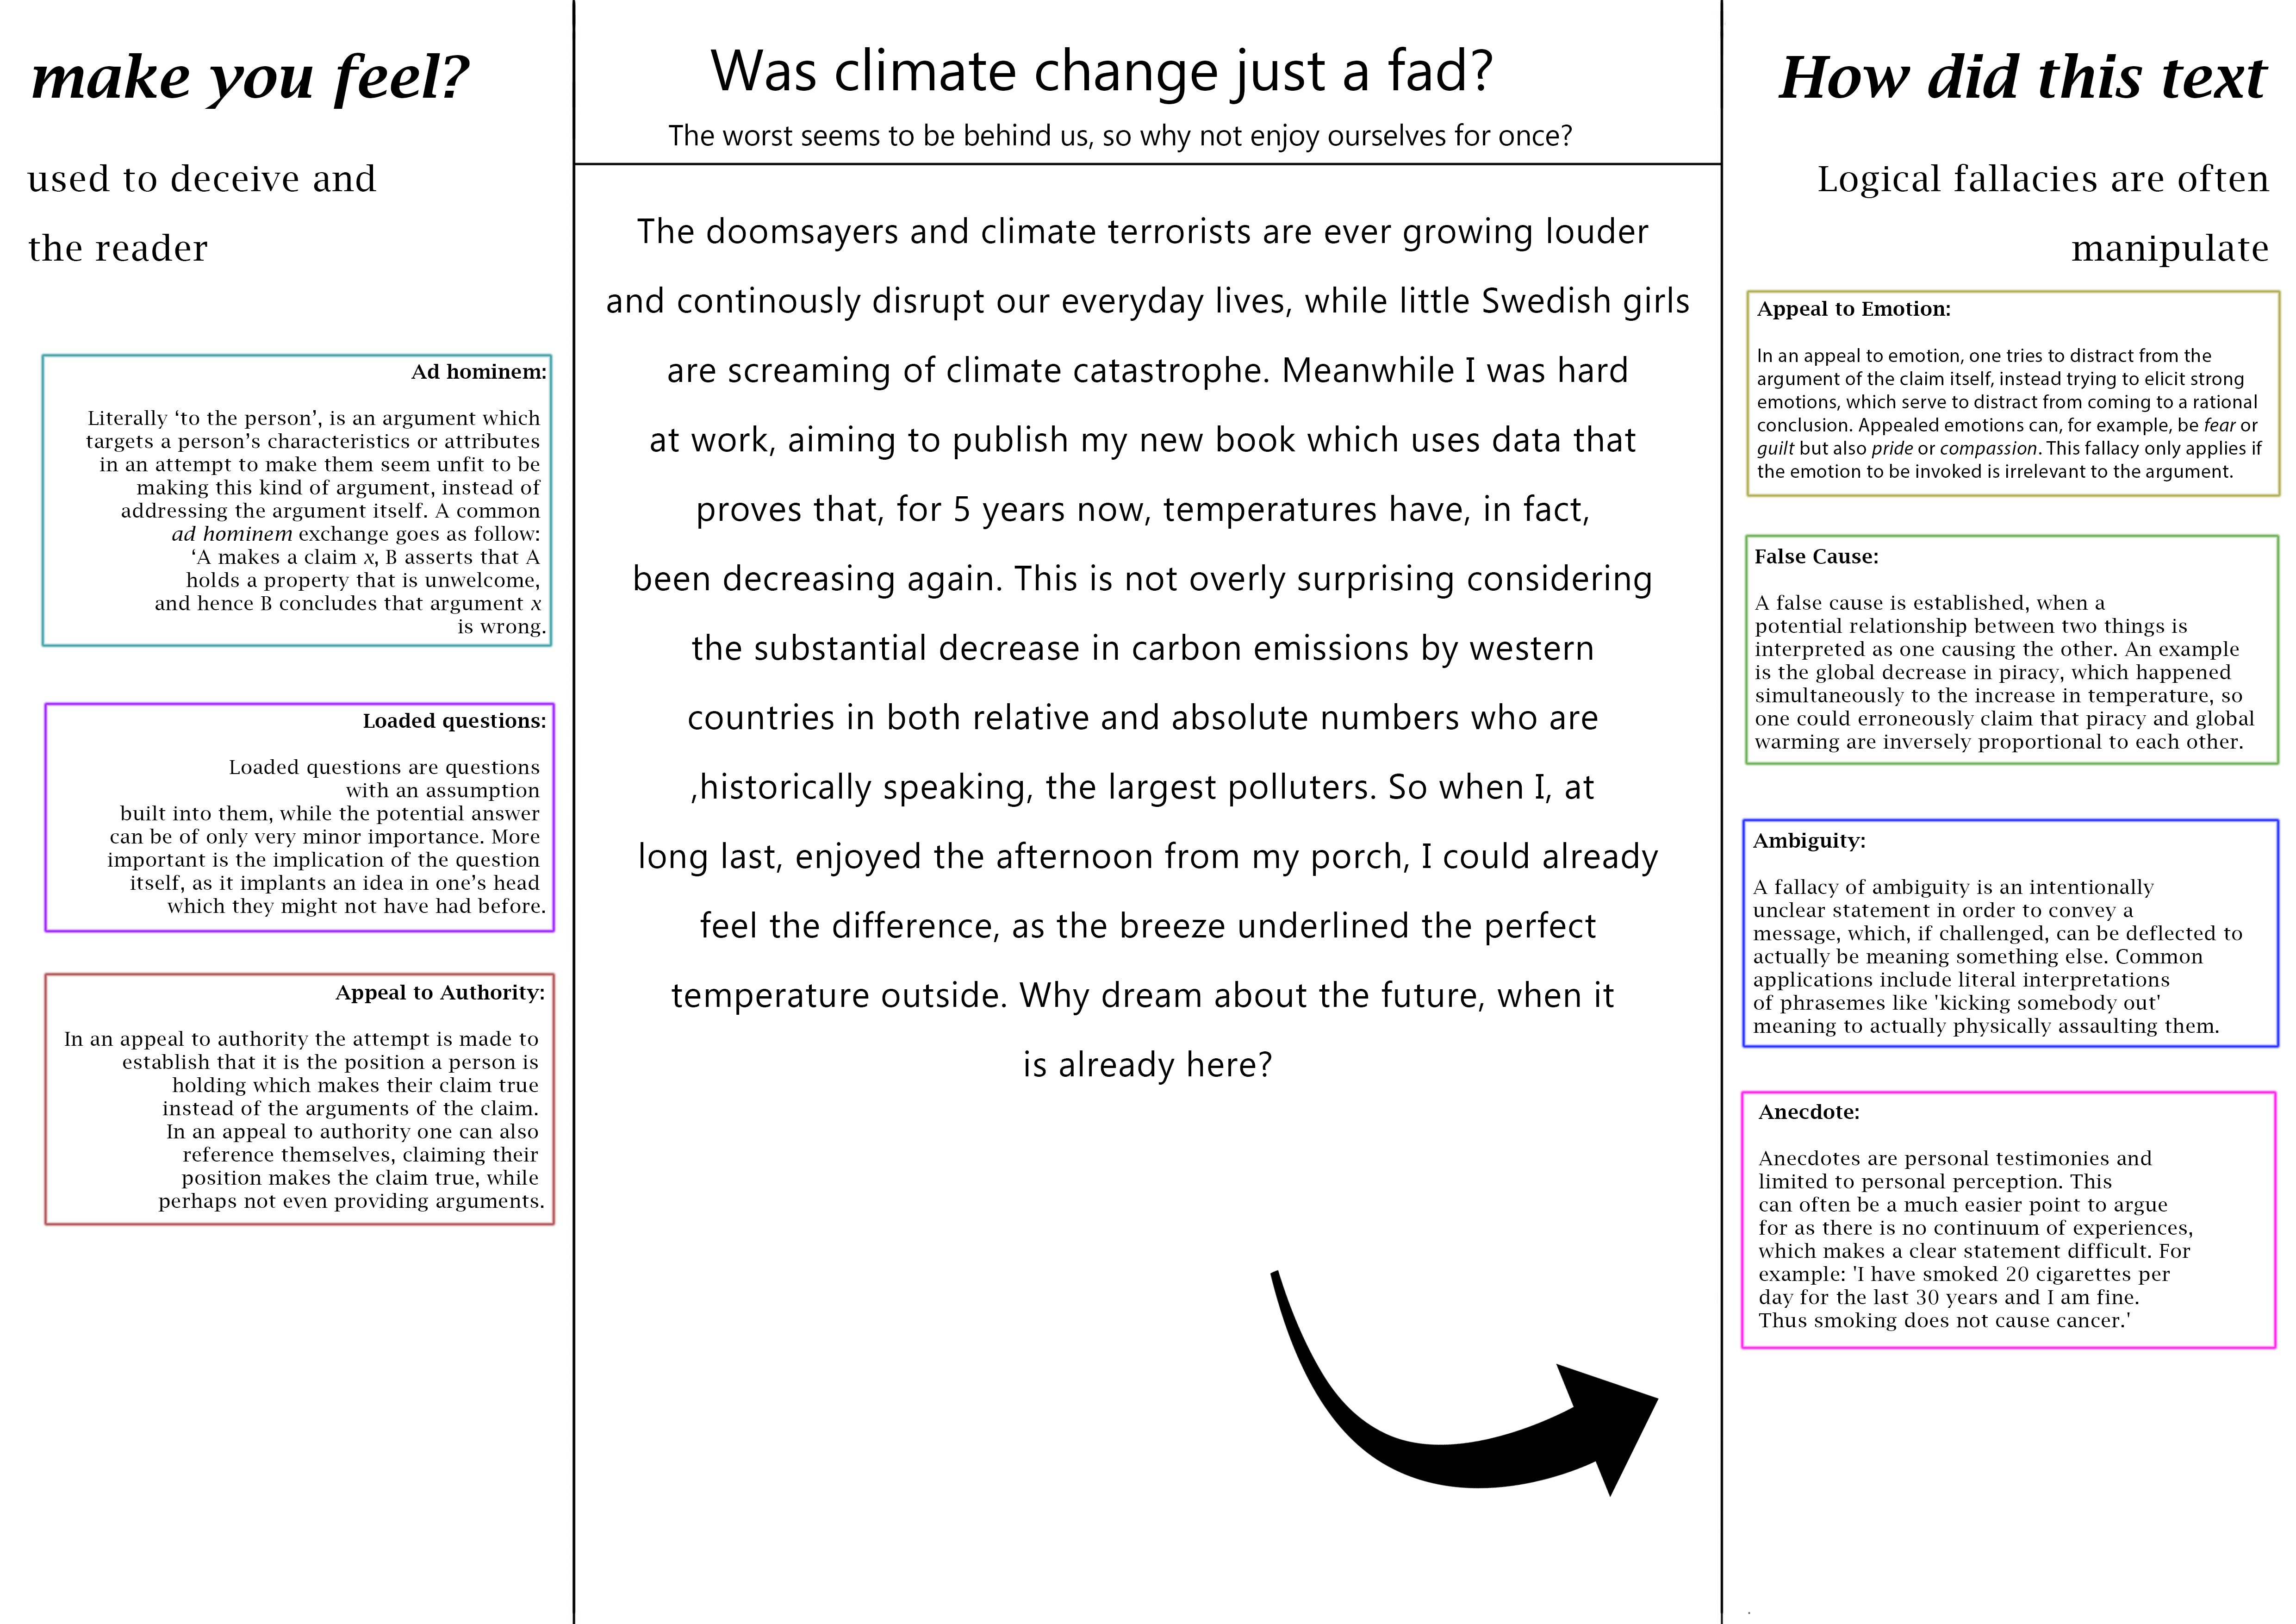 make you feel?
used to deceive and
the reader
Ad hominem:
Literally ‘to the person’, is an argument which
targets a person’s characteristics or attributes
in an attempt to make them seem unfit to be
making this kind of argument, instead of
addressing the argument itself. A common
ad hominem exchange goes as follow:
‘A makes a claim x, B asserts that A
holds a property that is unwelcome,
and hence B concludes that argument x
is wrong.
Loaded questions:
Loaded questions are questions
with an assumption
built into them, while the potential answer
can be of only very minor importance. More
important is the implication of the question
itself, as it implants an idea in one’s head
which they might not have had before.
Appeal to Authority:
In an appeal to authority the attempt is made to
establish that it is the position a person is
holding which makes their claim true
instead of the arguments of the claim.
In an appeal to authority one can also
reference themselves, claiming their
position makes the claim true, while
perhaps not even providing arguments.
Was climate change just a fad?
The worst seems to be behind us, so why not enjoy ourselves for once?
The doomsayers and climate terrorists are ever growing louder
and continously disrupt our everyday lives, while little Swedish girls
are screaming of climate catastrophe. Meanwhile I was hard
at work, aiming to publish my new book which uses data that
proves that, for 5 years now, temperatures have, in fact,
been decreasing again. This is not overly surprising considering
the substantial decrease in carbon emissions by western
countries in both relative and absolute numbers who are
,historically speaking, the largest polluters. So when I, at
long last, enjoyed the afternoon from my porch, I could already
feel the difference, as the breeze underlined the perfect
temperature outside. Why dream about the future, when it
is already here?
How did this text
Logical fallacies are often
manipulate
Appeal to Emotion:
In an appeal to emotion, one tries to distract from the
argument of the claim itself, instead trying to elicit strong
emotions, which serve to distract from coming to a rational
conclusion. Appealed emotions can, for example, be fear or
guilt but also pride or compassion. This fallacy only applies if
the emotion to be invoked is irrelevant to the argument.
False Cause:
A false cause is established, when a
potential relationship between two things is
interpreted as one causing the other. An example
is the global decrease in piracy, which happened
simultaneously to the increase in temperature, so
one could erroneously claim that piracy and global
warming are inversely proportional to each other.
Ambiguity:
A fallacy of ambiguity is an intentionally
unclear statement in order to convey a
message, which, if challenged, can be deflected to
actually be meaning something else. Common
applications include literal interpretations
of phrasemes like 'kicking somebody out'
meaning to actually physically assaulting them.
Anecdote:
Anecdotes are personal testimonies and
limited to personal perception. This
can often be a much easier point to argue
for as there is no continuum of experiences,
which makes a clear statement difficult. For
example: 'I have smoked 20 cigarettes per
day for the last 30 years and I am fine.
Thus smoking does not cause cancer.'